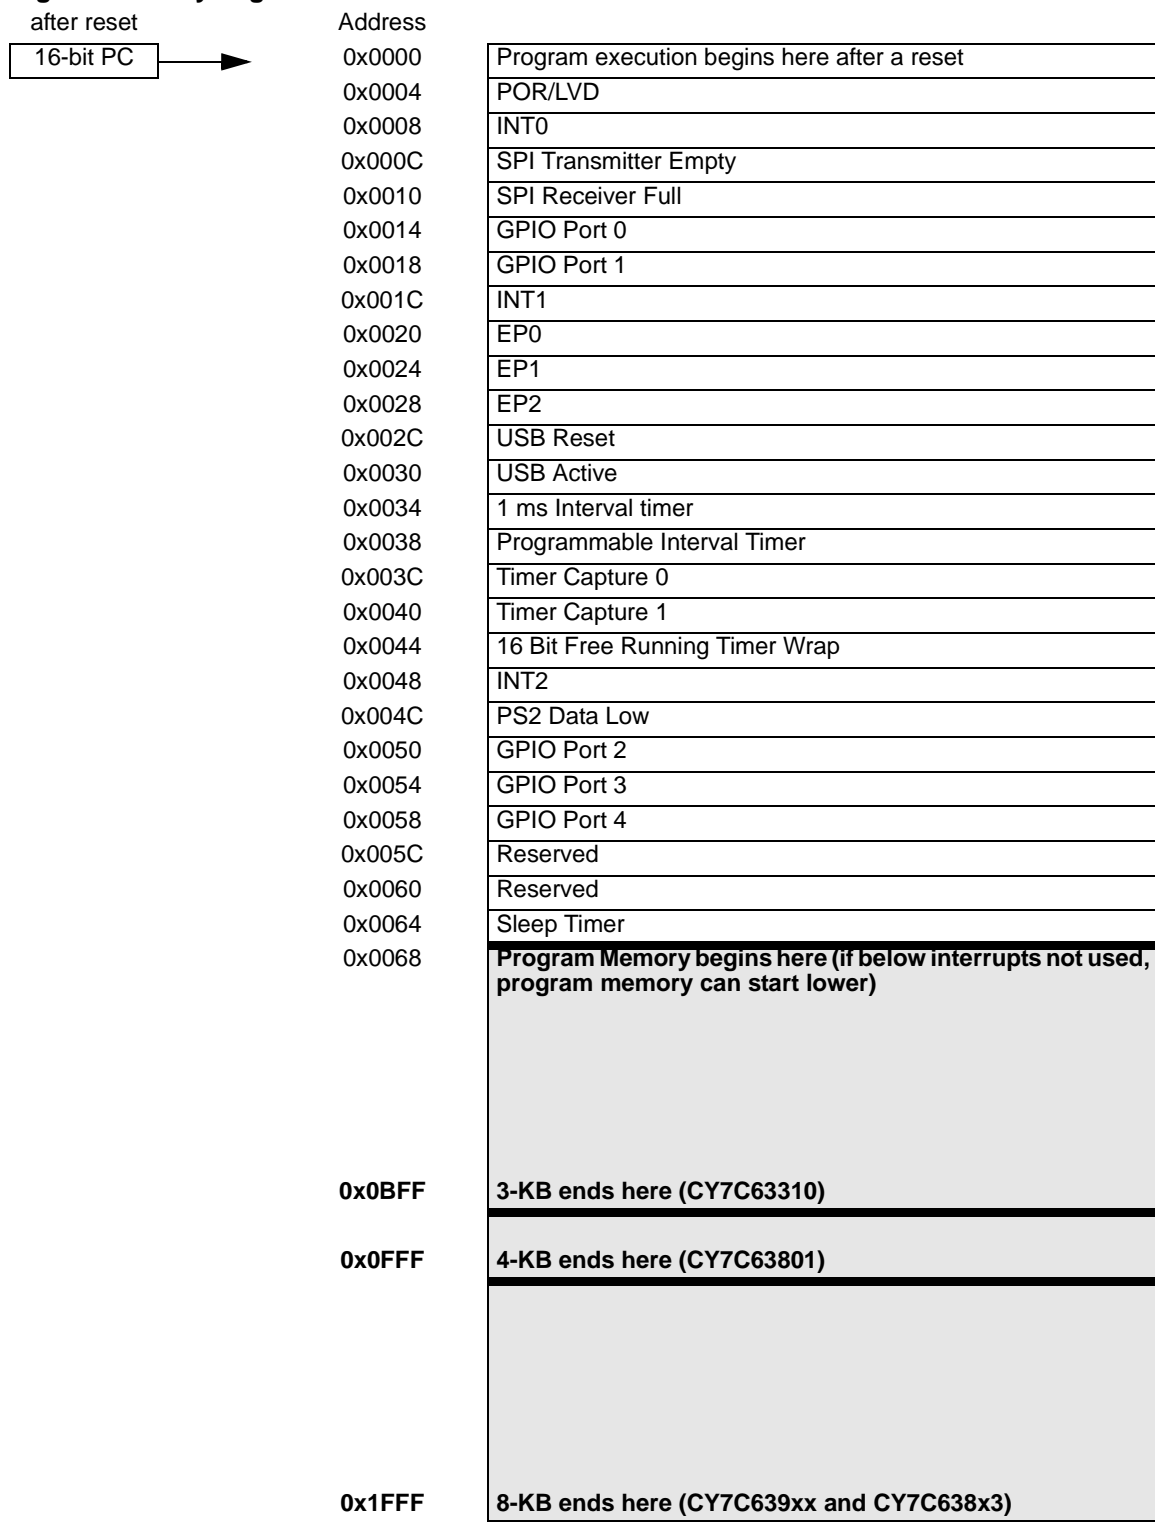 after reset Address
16-bit PC 0x0000 Program execution begins here after a reset
0x0004 POR/LVD
0x0008 INT0
0x000C SPI Transmitter Empty
0x0010 SPI Receiver Full
0x0014 GPIO Port 0
0x0018 GPIO Port 1
0x001C INT1
0x0020 EP0
0x0024 EP1
0x0028 EP2
0x002C USB Reset
0x0030 USB Active
0x0034 1 ms Interval timer
0x0038 Programmable Interval Timer
0x003C Timer Capture 0
0x0040 Timer Capture 1
0x0044 16 Bit Free Running Timer Wrap
0x0048 INT2
0x004C PS2 Data Low
0x0050 GPIO Port 2
0x0054 GPIO Port 3
0x0058 GPIO Port 4
0x005C Reserved
0x0060 Reserved
0x0064 Sleep Timer
0x0068 Program Memory begins here (if below interrupts not used,
program memory can start lower)
0x0BFF 3-KB ends here (CY7C63310)
0x0FFF 4-KB ends here (CY7C63801)
0x1FFF 8-KB ends here (CY7C639xx and CY7C638x3)